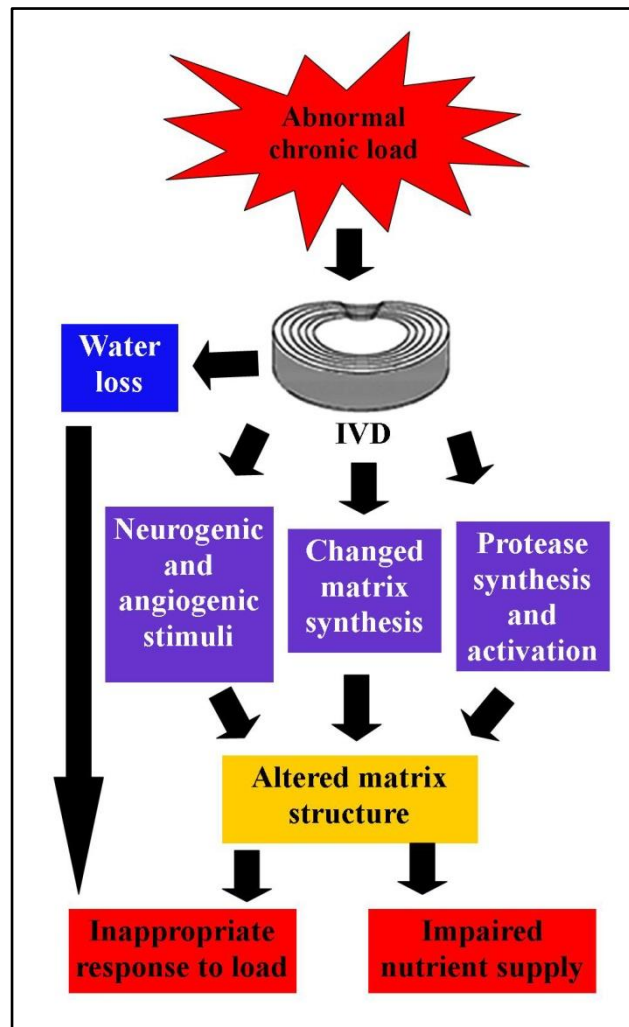 Abnormal
chronic load
Water
loss
IVD
Neurogenic
and
angiogenic
stimuli
Changed
matrix
synthesis
Protease
synthesis
and
activation
Altered matrix
structure
Inappropriate
response to load
Impaired
nutrient supply